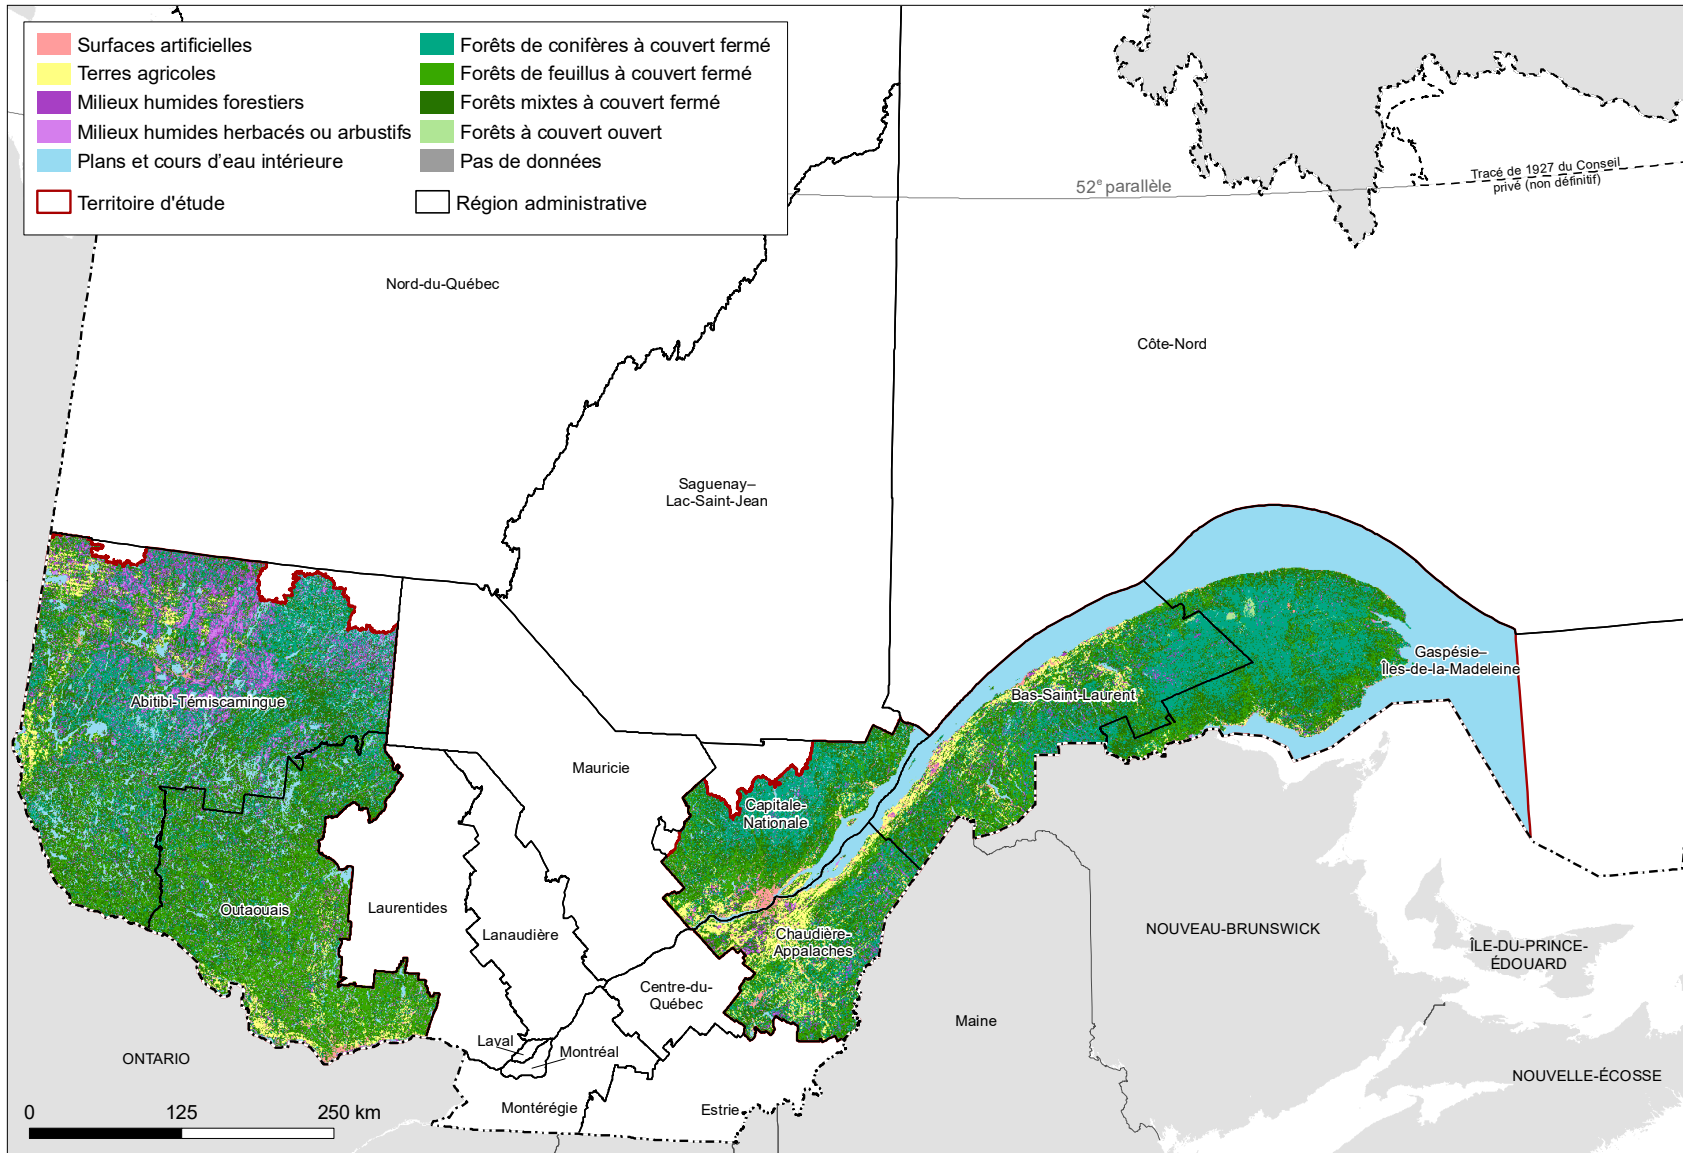 Surfaces artificielles
Terres agricoles
Milieux humides forestiers
Milieux humides herbacés ou arbustifs
Plans et cours d'eau intérieure
Territoire d'étude
Forêts de conifères à couvert fermé
Forêts de feuillus à couvert fermé
Forêts mixtes à couvert fermé
Forêts à couvert ouvert
Pas de données
Région administrative
52e parallèle
Tracé de 1927 du Conseil
privé (non définitif)
Nord-du-Québec
Côte-Nord
Saguenay–
Lac-Saint-Jean
Gaspésie–
Îles-de-la-Madeleine
Bas-Saint-Laurent
Abitibi-Témiscamingue
Mauricie
Capitale-
Nationale
Outaouais
Laurentides
Lanaudière
Chaudière-
Appalaches
NOUVEAU-BRUNSWICK
ÎLE-DU-PRINCE-
ÉDOUARD
Centre-du-
Québec
Maine
Laval
Montréal
ONTARIO
NOUVELLE-ÉCOSSE
Montérégie
Estrie
0
125
250 km